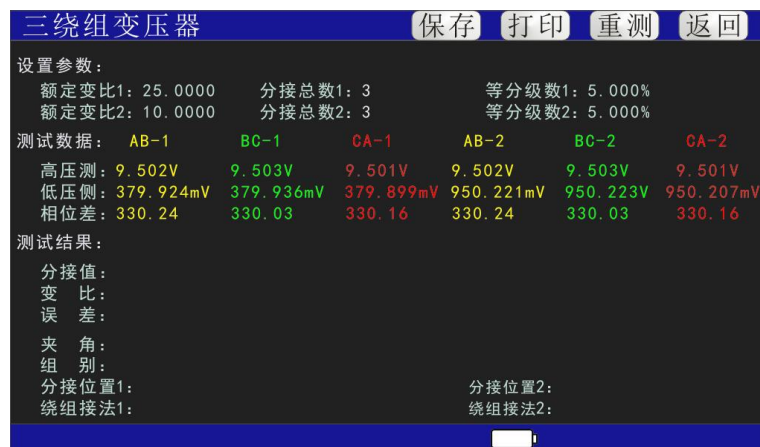 三绕组变压器 保存 打印 重测 返回
设置参数：
额定变比1：25.0000 分接总数1：3 等分级数1：5.000%
额定变比2：10.0000 分接总数2：3 等分级数2：5.000%
测试数据： AB-1 BC-1 CA-1 AB-2 BC-2 CA-2
高压测：9.502V 9.503V 9.501V 9.502V 9.503V 9.501V
低压侧：379.924mV 379.936mV 379.899mV 950.221mV 950.223V 950.207mV
相位差：330.24 330.03 330.16 330.24 330.03 330.16
测试结果：
分接值：
变 比：
误 差：
夹 角：
组 别：
分接位置1： 分接位置2：
绕组接法1： 绕组接法2：